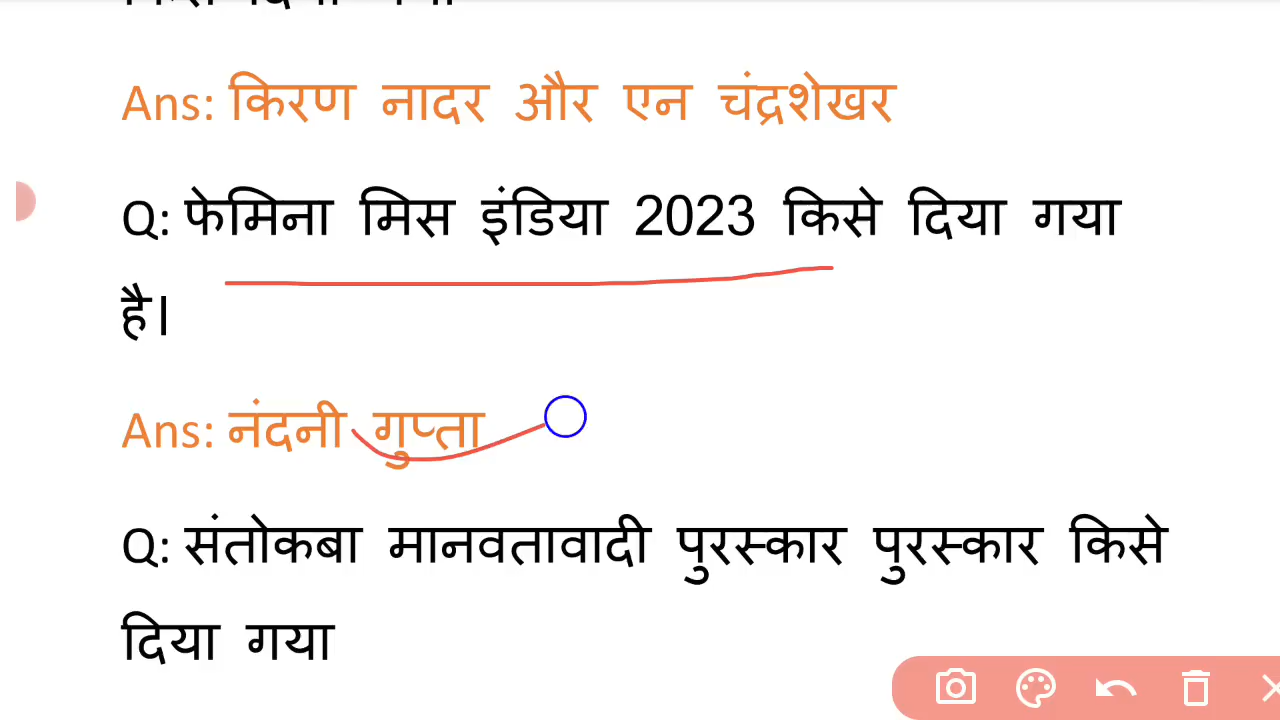 Ans: किरण नादर और एन चंद्रशेखर
Q: फेमिना मिस इंडिया 2023 किसे दिया गया
है।
Ans: नंदनी गुप्ता
Q: संतोकबा मानवतावादी पुरस्कार पुरस्कार किसे
दिया गया